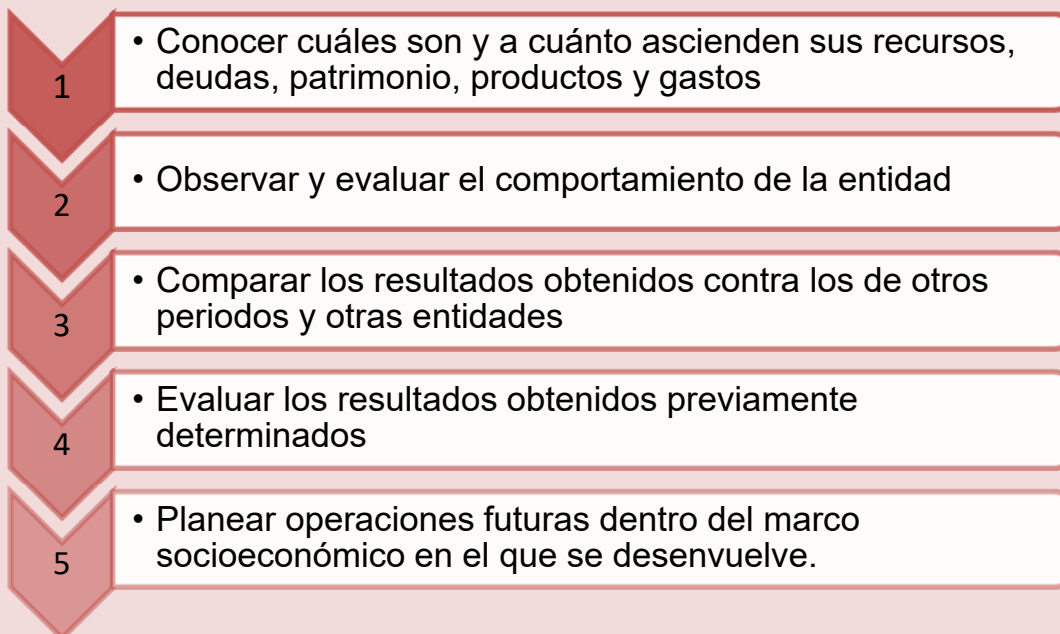 1
• Conocer cuáles son y a cuánto ascienden sus recursos,
deudas, patrimonio, productos y gastos
2
• Observar y evaluar el comportamiento de la entidad
3
• Comparar los resultados obtenidos contra los de otros
periodos y otras entidades
4
• Evaluar los resultados obtenidos previamente
determinados
5
• Planear operaciones futuras dentro del marco
socioeconómico en el que se desenvuelve.